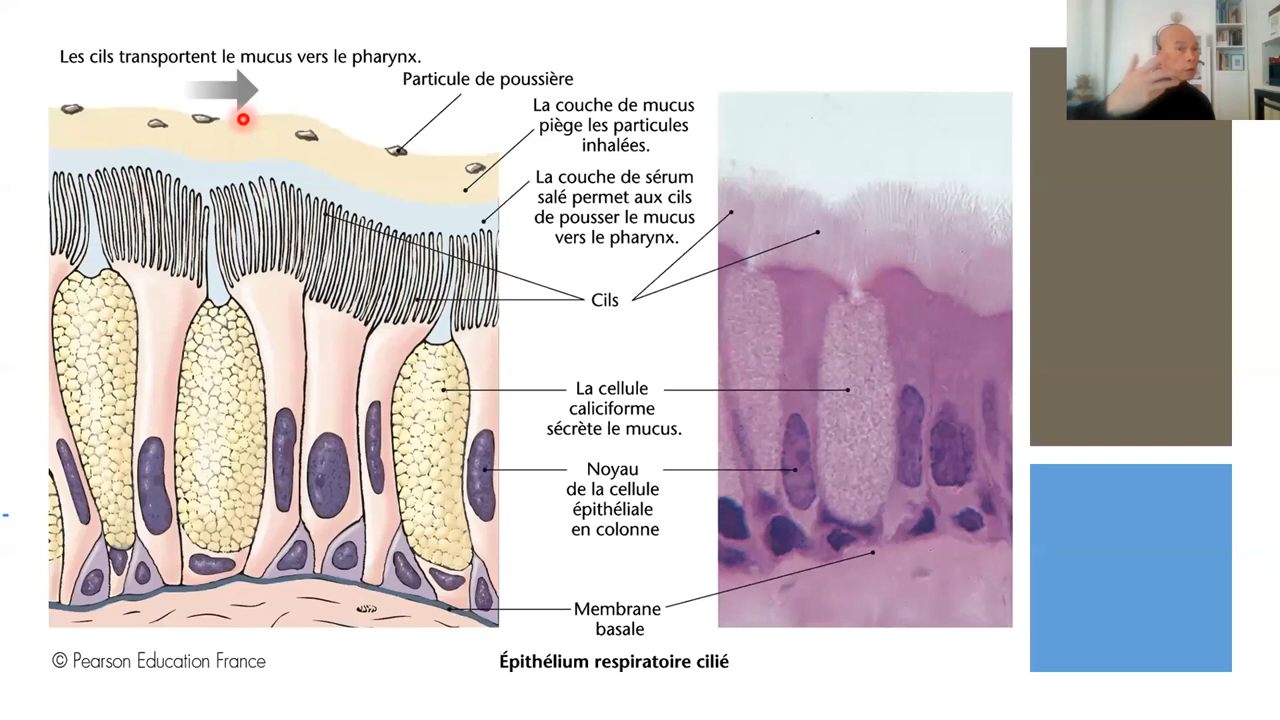 Les cils transportent le mucus vers le pharynx.
Particule de poussière
La couche de mucus
piège les particules
inhalées.
La couche de sérum
salé permet aux cils
de pousser le mucus
vers le pharynx.
Cils
La cellule
caliciforme
sécrète le mucus.
Noyau
de la cellule
épithéliale
en colonne
Membrane
basale
© Pearson Education France
Épithélium respiratoire cilié